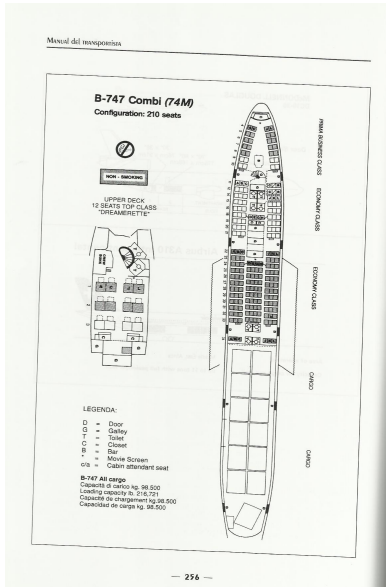 Manual del transportista
B-747 Combi (74M)
Configuration: 210 seats
NON - SMOKING
UPPER DECK
12 SEATS TOP CLASS
"DREAMERETTE"
PRIMA/ BUSINESS CLASS
ECONOMY CLASS
ECONOMY CLASS
CARGO
CARGO
LEGENDA:
D = Door
G = Galley
T = Toilet
C = Closet
B = Bar
* = Movie Screen
c/a = Cabin attendant seat
B-747 All cargo
Capacità di carico kg. 98.500
Loading capacity lb. 216,721
Capacité de chargement kg.98.500
Capacidad de carga kg. 98.500
— 256 —